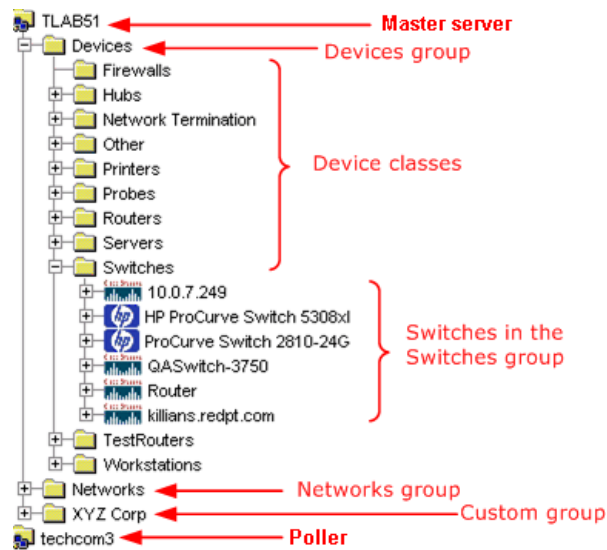 TLAB51 Master server
Devices Devices group
Firewalls
Hubs
Network Termination
Other
Printers
Device classes
Probes
Routers
Servers
Switches
10.0.7.249
HP ProCurve Switch 5308xl
ProCurve Switch 2810-24G
Switches in the
Switches group
QASwitch-3750
Router
killians.redpt.com
TestRouters
Workstations
Networks Networks group
XYZ Corp Custom group
techcom3 Poller